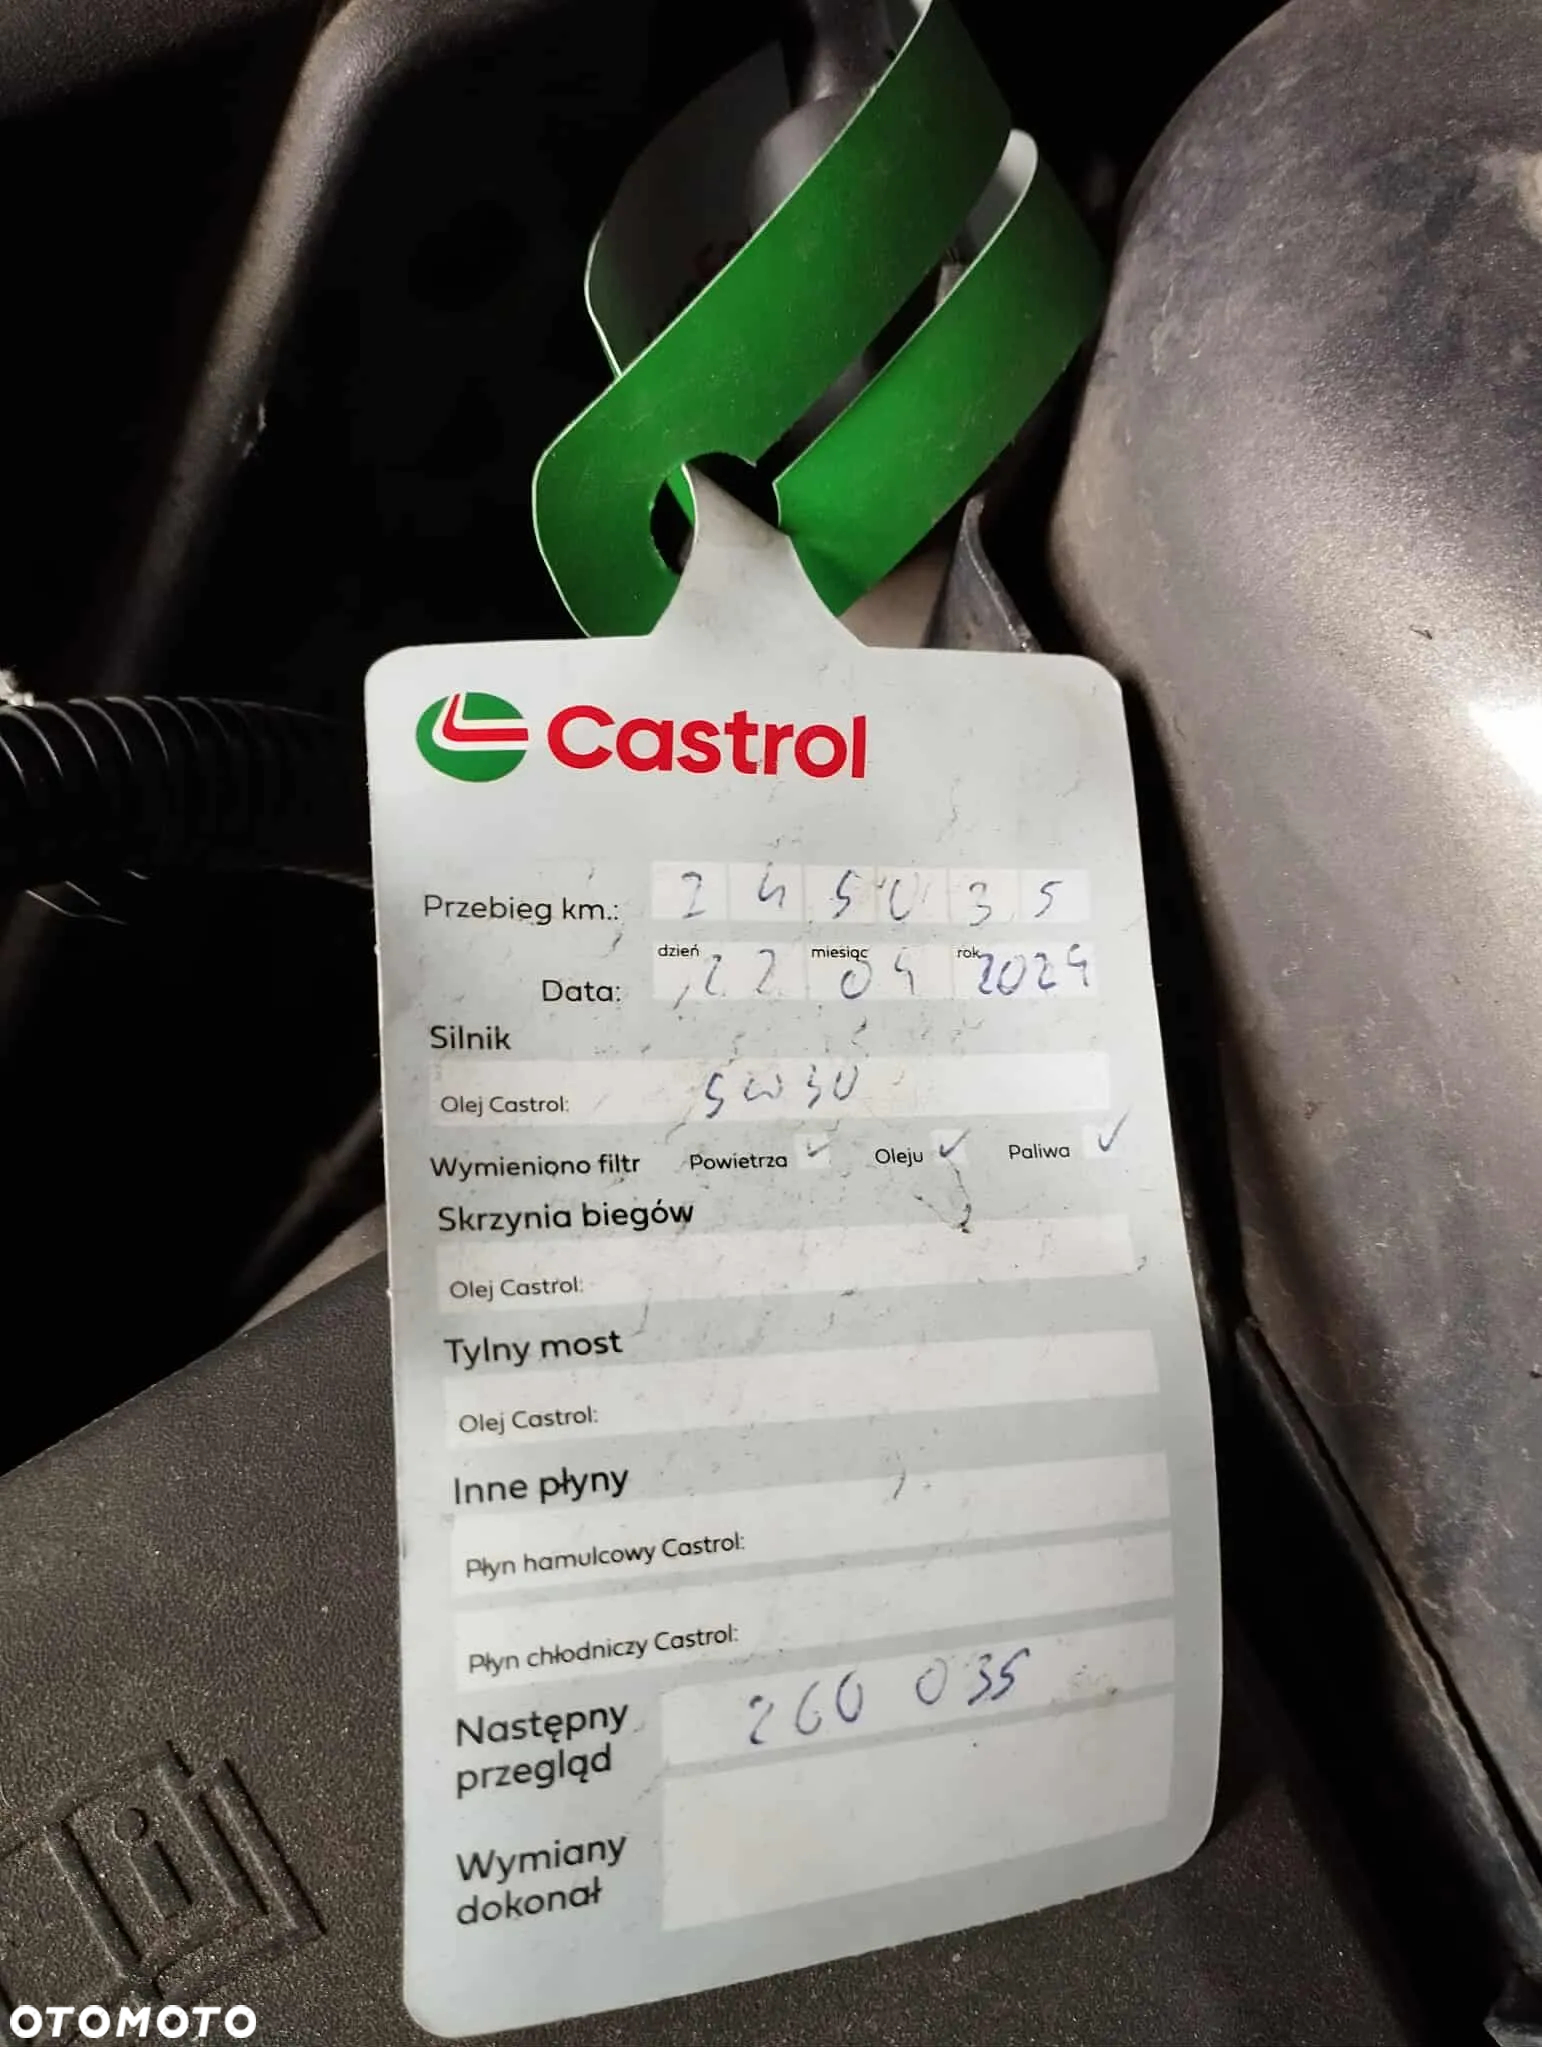 Castrol
Przebieg km.: 245035
dzień miesiąc rok
Data: 22 04 2024
Silnik
Olej Castrol: 5W30
Wymieniono filtr Powietrza ✓ Oleju ✓ Paliwa ✓
Skrzynia biegów
Olej Castrol:
Tylny most
Olej Castrol:
Inne płyny
Płyn hamulcowy Castrol:
Płyn chłodniczy Castrol:
Następny 260 035
przegląd
Wymiany
dokonał
OTOMOTO